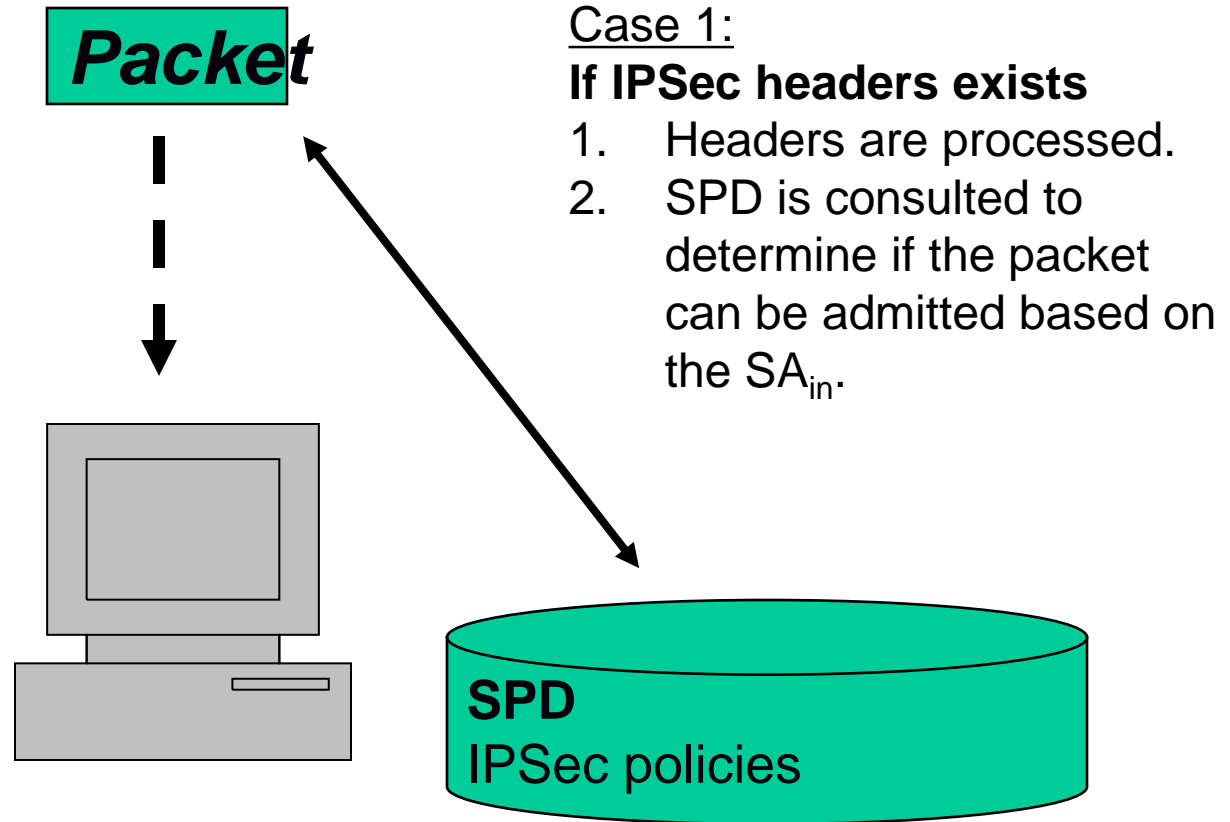 Packet
Case 1:
If IPSec headers exists
1. Headers are processed.
2. SPD is consulted to
determine if the packet
can be admitted based on
the SAin.
SPD
IPSec policies